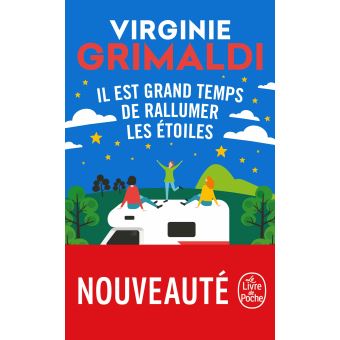 VIRGINIE
GRIMALDI
IL EST GRAND TEMPS
DE RALLUMER
LES ÉTOILES
NOUVEAUTÉ
Le
Livre
de
Poche